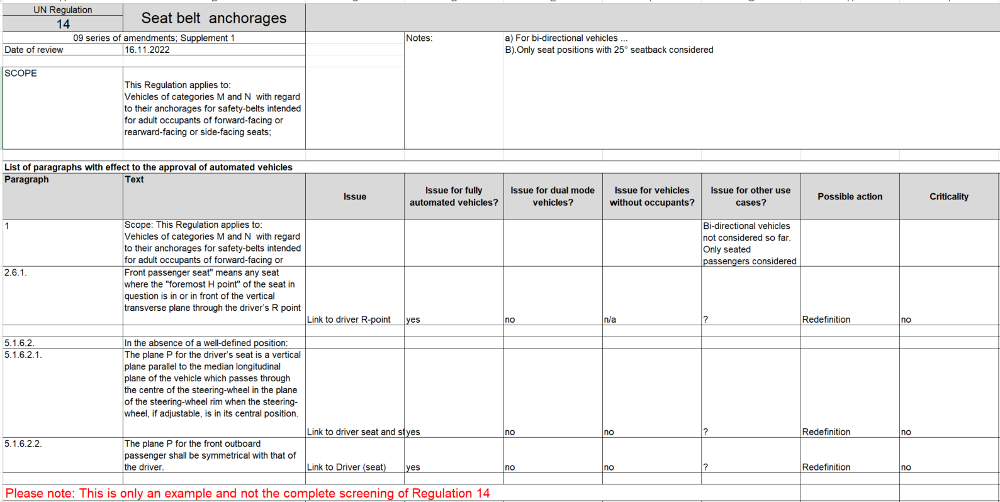 UN Regulation
14
Seat belt anchorages
09 series of amendments; Supplement 1
Date of review 16.11.2022
Notes: a) For bi-directional vehicles ...
B).Only seat positions with 25° seatback considered
SCOPE
This Regulation applies to:
Vehicles of categories M and N with regard
to their anchorages for safety-belts intended
for adult occupants of forward-facing or
rearward-facing or side-facing seats;
List of paragraphs with effect to the approval of automated vehicles
Paragraph
Text
Issue
Issue for fully
automated vehicles?
Issue for dual mode
vehicles?
Issue for vehicles
without occupants?
Issue for other use
cases?
Possible action
Criticality
1
Scope: This Regulation applies to:
Vehicles of categories M and N with regard
to their anchorages for safety-belts intended
for adult occupants of forward-facing or
Bi-directional vehicles
not considered so far.
Only seated
passengers considered
2.6.1.
Front passenger seat" means any seat
where the "foremost H point" of the seat in
question is in or in front of the vertical
transverse plane through the driver's R point
Link to driver R-point
yes
no
n/a
?
Redefinition
no
5.1.6.2.
In the absence of a well-defined position:
5.1.6.2.1.
The plane P for the driver's seat is a vertical
plane parallel to the median longitudinal
plane of the vehicle which passes through
the centre of the steering-wheel in the plane
of the steering-wheel rim when the steering-
wheel, if adjustable, is in its central position.
Link to driver seat and st
yes
no
no
?
Redefinition
no
5.1.6.2.2.
The plane P for the front outboard
passenger shall be symmetrical with that of
the driver.
Link to Driver (seat)
yes
no
no
?
Redefinition
no
Please note: This is only an example and not the complete screening of Regulation 14